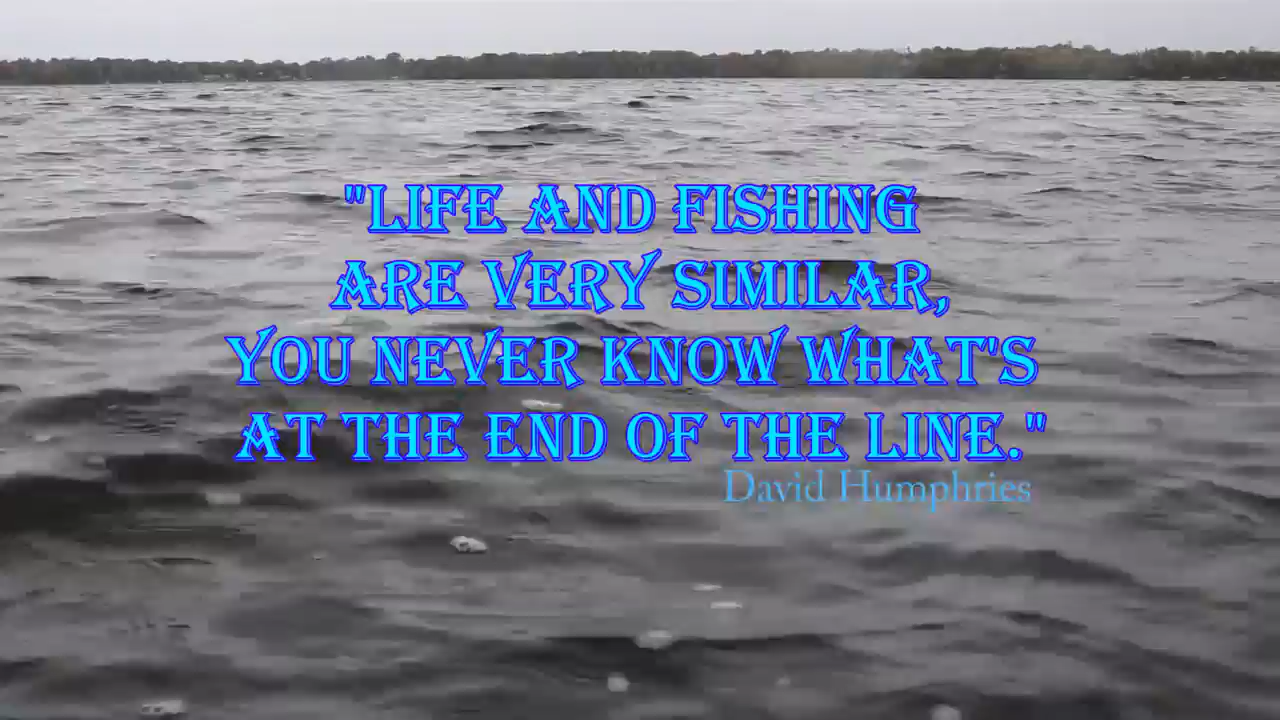 "LIFE AND FISHING
ARE VERY SIMILAR,
YOU NEVER KNOW WHAT'S
AT THE END OF THE LINE."
David Humphries